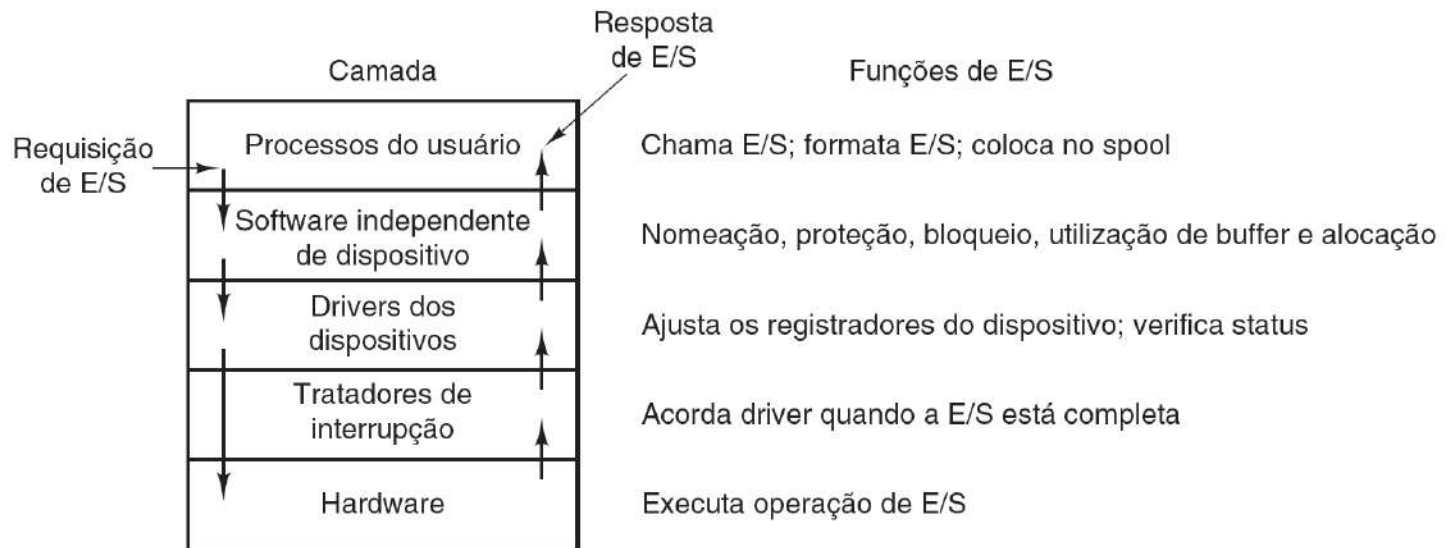 Resposta
de E/S
Camada
Funções de E/S
Requisição
de E/S
Processos do usuário
Chama E/S; formata E/S; coloca no spool
Software independente
de dispositivo
Nomeação, proteção, bloqueio, utilização de buffer e alocação
Drivers dos
dispositivos
Ajusta os registradores do dispositivo; verifica status
Tratadores de
interrupção
Acorda driver quando a E/S está completa
Hardware
Executa operação de E/S